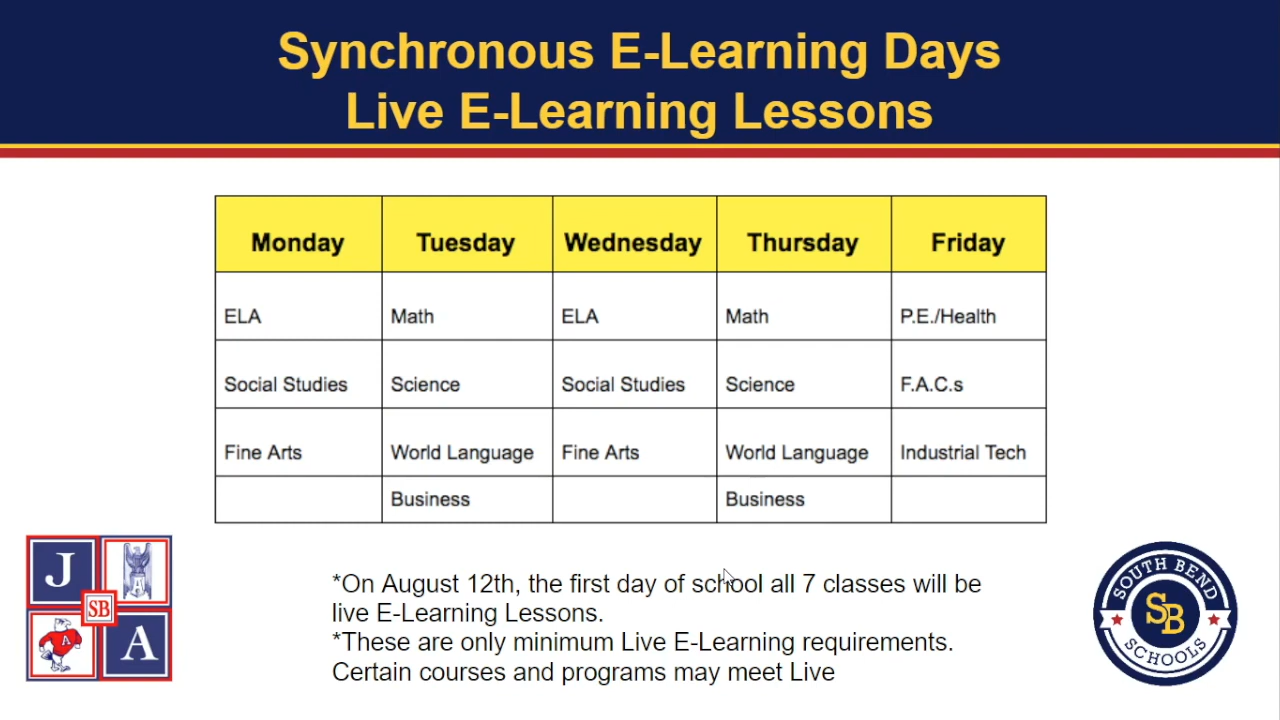 Synchronous E-Learning Days
Live E-Learning Lessons
Monday Tuesday Wednesday Thursday Friday
ELA Math ELA Math P.E./Health
Social Studies Science Social Studies Science F.A.C.s
Fine Arts World Language Fine Arts World Language Industrial Tech
Business Business
*On August 12th, the first day of school all 7 classes will be
live E-Learning Lessons.
*These are only minimum Live E-Learning requirements.
Certain courses and programs may meet Live
J
A
SB
A
A
SOUTH BEND
SB
SCHOOLS